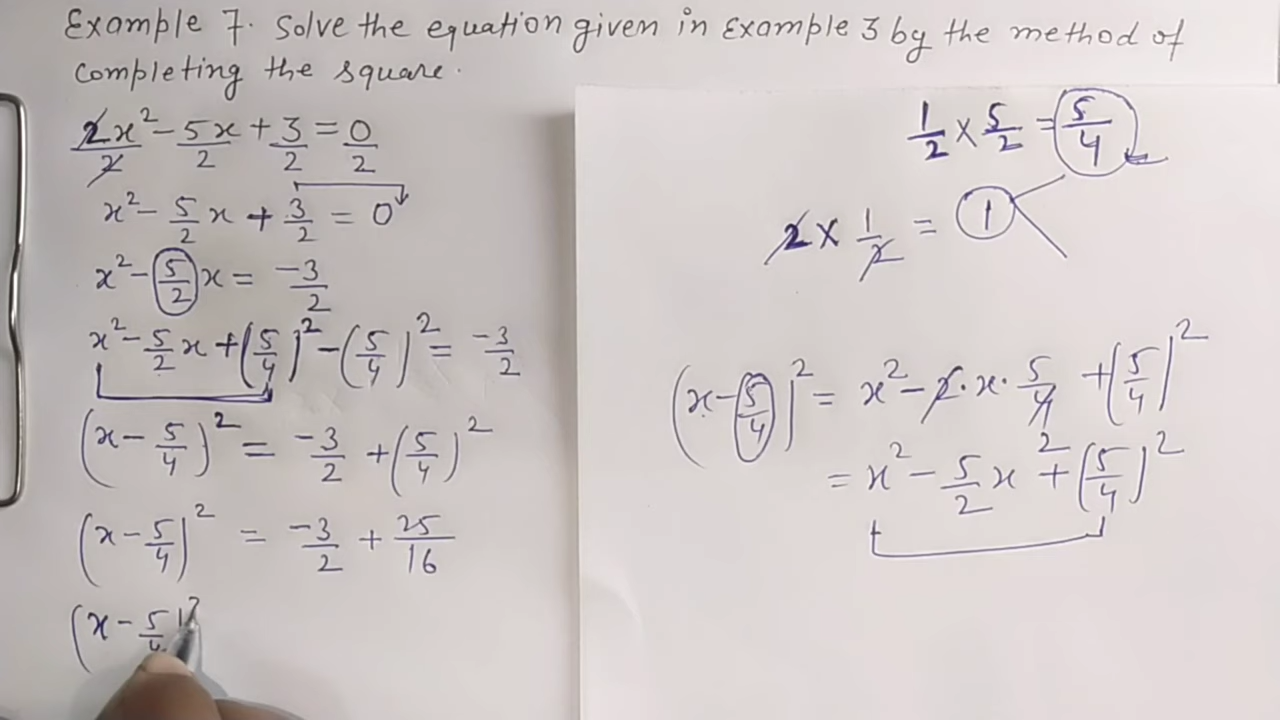 Example 7. Solve the equation given in Example 3 by the method of
completing the square.
2x²/2 - 5x/2 + 3/2 = 0/2
x² - 5/2 x + 3/2 = 0
x² - 5/2 x = -3/2
x² - 5/2 x + (5/4)² - (5/4)² = -3/2
(x - 5/4)² = -3/2 + (5/4)²
(x - 5/4)² = -3/2 + 25/16
(x - 5/4)²
1/2 × 5/2 = 5/4
2 × 1/2 = 1
(x - 5/4)² = x² - 2·x·5/4 + (5/4)²
2
= x² - 5/2 x + (5/4)²